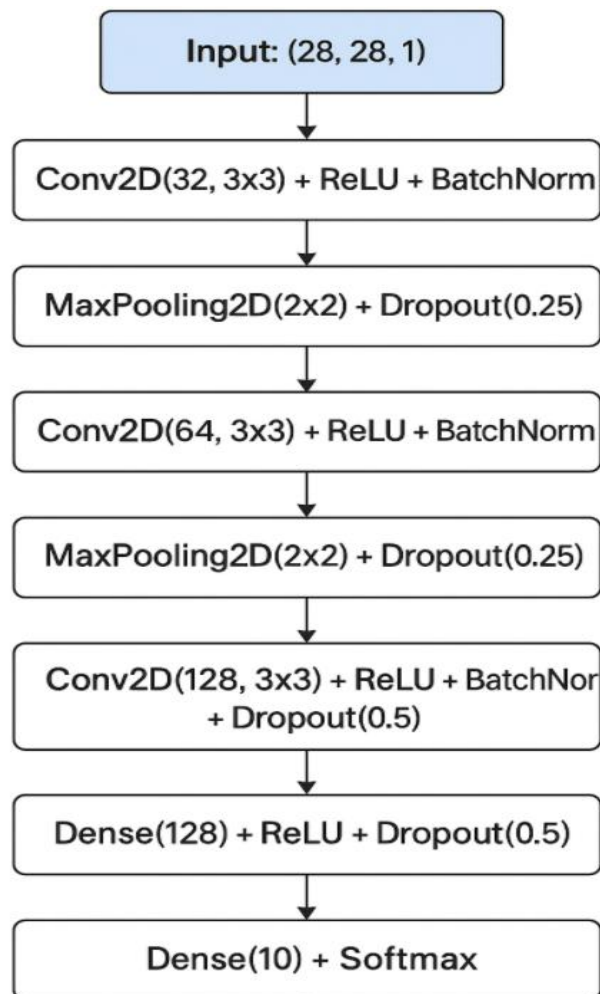 Input: (28, 28, 1)
Conv2D(32, 3x3) + ReLU + BatchNorm
MaxPooling2D(2x2) + Dropout(0.25)
Conv2D(64, 3x3) + ReLU + BatchNorm
MaxPooling2D(2x2) + Dropout(0.25)
Conv2D(128, 3x3) + ReLU + BatchNor
+ Dropout(0.5)
Dense(128) + ReLU + Dropout(0.5)
Dense(10) + Softmax